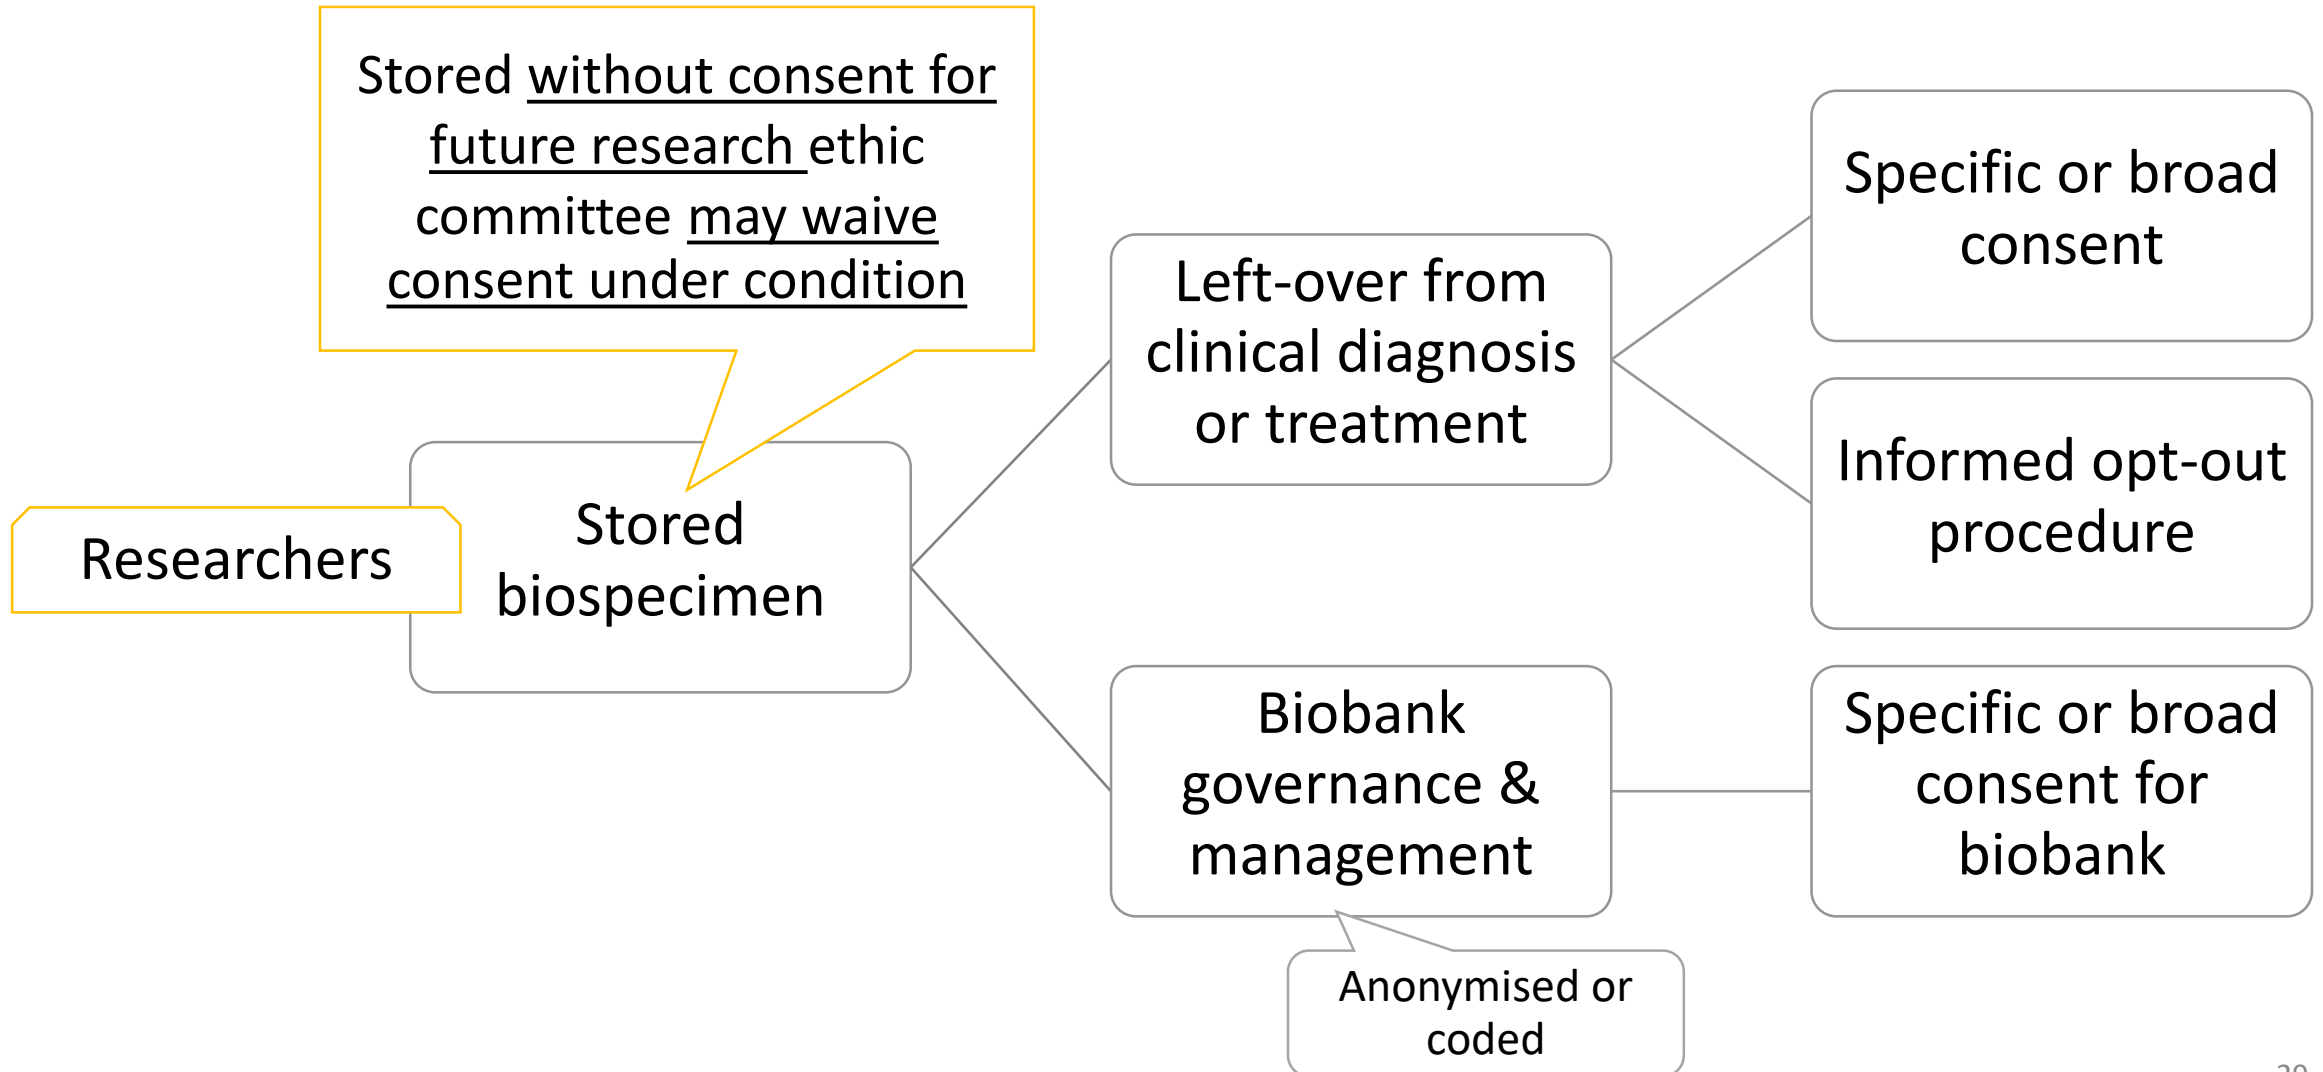 Stored without consent for
future research ethic
committee may waive
consent under condition
Researchers
Stored
biospecimen
Left-over from
clinical diagnosis
or treatment
Specific or broad
consent
Informed opt-out
procedure
Biobank
governance &
management
Specific or broad
consent for
biobank
Anonymised or
coded